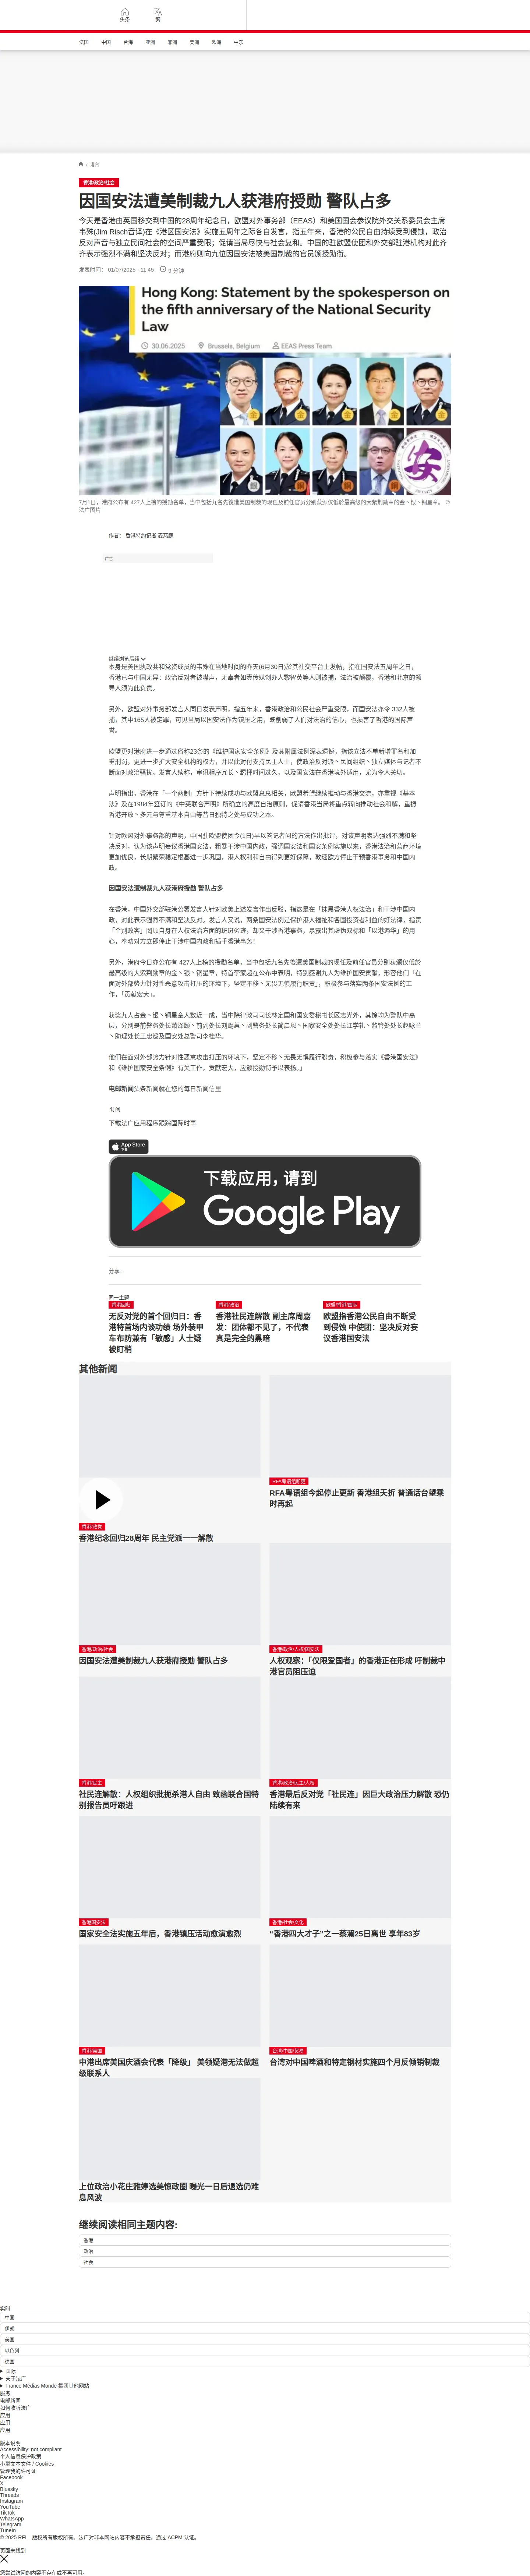 头条
繁
法国
中国
台海
亚洲
非洲
美洲
欧洲
中东
/ 港台
香港/政治/社会
因国安法遭美制裁九人获港府授勋 警队占多
今天是香港由英国移交到中国的28周年纪念日，欧盟对外事务部（EEAS）和美国国会参议院外交关系委员会主席
韦殊(Jim Risch音译)在《港区国安法》实施五周年之际各自发言，指五年来，香港的公民自由持续受到侵蚀，政治
反对声音与独立民间社会的空间严重受限；促请当局尽快与社会复和。中国的驻欧盟使团和外交部驻港机构对此齐
齐表示强烈不满和坚决反对；而港府则向九位因国安法被美国制裁的官员颁授勋衔。
发表时间： 01/07/2025 - 11:45
9 分钟
Hong Kong: Statement by the spokesperson on
the fifth anniversary of the National Security
Law
30.06.2025
Brussels, Belgium
EEAS Press Team
7月1日，港府公布有 427人上榜的授勋名单，当中包括九名先後遭美国制裁的现任及前任官员分别获颁仅低於最高级的大紫荆勋章的金丶银丶铜星章。 ©
法广图片
作者： 香港特约记者 麦燕庭
广告
继续浏览后续
本身是美国执政共和党资成员的韦殊在当地时间的昨天(6月30日)於其社交平台上发帖，指在国安法五周年之日，
香港已与中国无异：政治反对者被噤声，无辜者如壹传媒创办人黎智英等人则被捕，法治被颠覆，香港和北京的领
导人须为此负责。
另外，欧盟对外事务部发言人同日发表声明，指五年来，香港政治和公民社会严重受限，而国安法亦令 332人被
捕，其中165人被定罪，可见当局以国安法作为镇压之用，既削弱了人们对法治的信心，也损害了香港的国际声
誉。
欧盟更对港府进一步通过俗称23条的《维护国家安全条例》及其附属法例深表遗憾，指该立法不单新增罪名和加
重刑罚，更进一步扩大安全机构的权力，并以此对付支持民主人士，使政治反对派丶民间组织丶独立媒体与记者不
断面对政治骚扰。发言人续称，审讯程序冗长丶羁押时间过久，以及国安法在香港境外适用，尤为令人关切。
声明指出，香港在「一个两制」方针下持续成功与欧盟息息相关，欧盟希望继续推动与香港交流，亦重视《基本
法》及在1984年签订的《中英联合声明》所确立的高度自治原则，促请香港当局将重点转向推动社会和解，重振
香港开放丶多元与尊重基本自由等昔日独特之处与成功之本。
针对欧盟对外事务部的声明，中国驻欧盟使团今(1日)早以答记者问的方法作出批评，对该声明表达强烈不满和坚
决反对，认为该声明妄议香港国安法，粗暴干涉中国内政，强调国安法和国安条例实施以来，香港法治和营商环境
更加优良，长期繁荣稳定根基进一步巩固，港人权利和自由得到更好保障，敦速欧方停止干预香港事务和中国内
政。
因国安法遭制裁九人获港府授勋 警队占多
在香港，中国外交部驻港公署发言人针对欧美上述发言作出反驳，指这是在「抹黑香港人权法治」和干涉中国内
政，对此表示强烈不满和坚决反对。发言人又说，两条国安法例是保护港人福祉和各国投资者利益的好法律，指责
「个别政客」罔顾自身在人权法治方面的斑斑劣迹，却又干涉香港事务，暴露出其虚伪双标和「以港遏华」的用
心，奉劝对方立即停止干涉中国内政和插手香港事务！
另外，港府今日亦公布有 427人上榜的授勋名单，当中包括九名先後遭美国制裁的现任及前任官员分别获颁仅低於
最高级的大紫荆勋章的金丶银丶铜星章，特首李家超在公布中表明，特别感谢九人为维护国安贡献，形容他们「在
面对外部势力针对性恶意攻击打压的环境下，坚定不移丶无畏无惧履行职责」，积极参与落实两条国安法例的工
作，「贡献宏大」。
获奖九人占金丶银丶铜星章人数近一成，当中除律政司司长林定国和国安委秘书长区志光外，其馀均为警队中高
层，分别是前警务处长萧泽颐丶前副处长刘赐蕙丶副警务处长简启恩丶国家安全处处长江学礼丶监管处处长赵咏兰
丶助理处长王忠巡及国安处总警司李桂华。
他们在面对外部势力针对性恶意攻击打压的环境下，坚定不移丶无畏无惧履行职责，积极参与落实《香港国安法》
和《维护国家安全条例》有关工作，贡献宏大，应颁授勋衔予以表扬。」
电邮新闻头条新闻就在您的每日新闻信里
订阅
下载法广应用程序跟踪国际时事
App Store
下载应用，请到
Google Play
分享 :
同一主题
香港回归
无反对党的首个回归日：香
港特首场内谈功绩 场外装甲
车布防兼有「敏感」人士疑
被盯梢
香港/政治
香港社民连解散 副主席周嘉
发：团体都不见了，不代表
真是完全的黑暗
欧盟/香港/国际
欧盟指香港公民自由不断受
到侵蚀 中使团：坚决反对妄
议香港国安法
其他新闻
香港/政党
香港纪念回归28周年 民主党派一一解散
RFA粤语组断更
RFA粤语组今起停止更新 香港组夭折 普通话台望乘
时再起
香港/政治/社会
因国安法遭美制裁九人获港府授勋 警队占多
香港/政治/人权/国安法
人权观察:「仅限爱国者」的香港正在形成 吁制裁中
港官员阻压迫
香港/民主
社民连解散：人权组织批扼杀港人自由 致函联合国特
别报告员吁跟进
香港/政治/民主/人权
香港最后反对党「社民连」因巨大政治压力解散 恐仍
陆续有来
香港国安法
国家安全法实施五年后，香港镇压活动愈演愈烈
香港/社会/文化
“香港四大才子”之一蔡澜25日离世 享年83岁
香港/美国
中港出席美国庆酒会代表「降级」 美领疑港无法做超
级联系人
台湾/中国/贸易
台湾对中国啤酒和特定钢材实施四个月反倾销制裁
上位政治小花庄雅婷选美惊政圈 曝光一日后退选仍难
息风波
继续阅读相同主题内容:
香港
政治
社会
实时
中国
伊朗
美国
以色列
德国
国际
关于法广
France Médias Monde 集团其他网站
服务
电邮新闻
如何收听法广
应用
应用
应用
版本说明
Accessibility: not compliant
个人信息保护政策
小型文本文件 / Cookies
管理我的许可证
Facebook
X
Bluesky
Threads
Instagram
YouTube
TikTok
WhatsApp
Telegram
TuneIn
© 2025 RFI – 版权所有版权所有。法广对非本网站内容不承担责任。通过 ACPM 认证。
页面未找到
您尝试访问的内容不存在或不再可用。